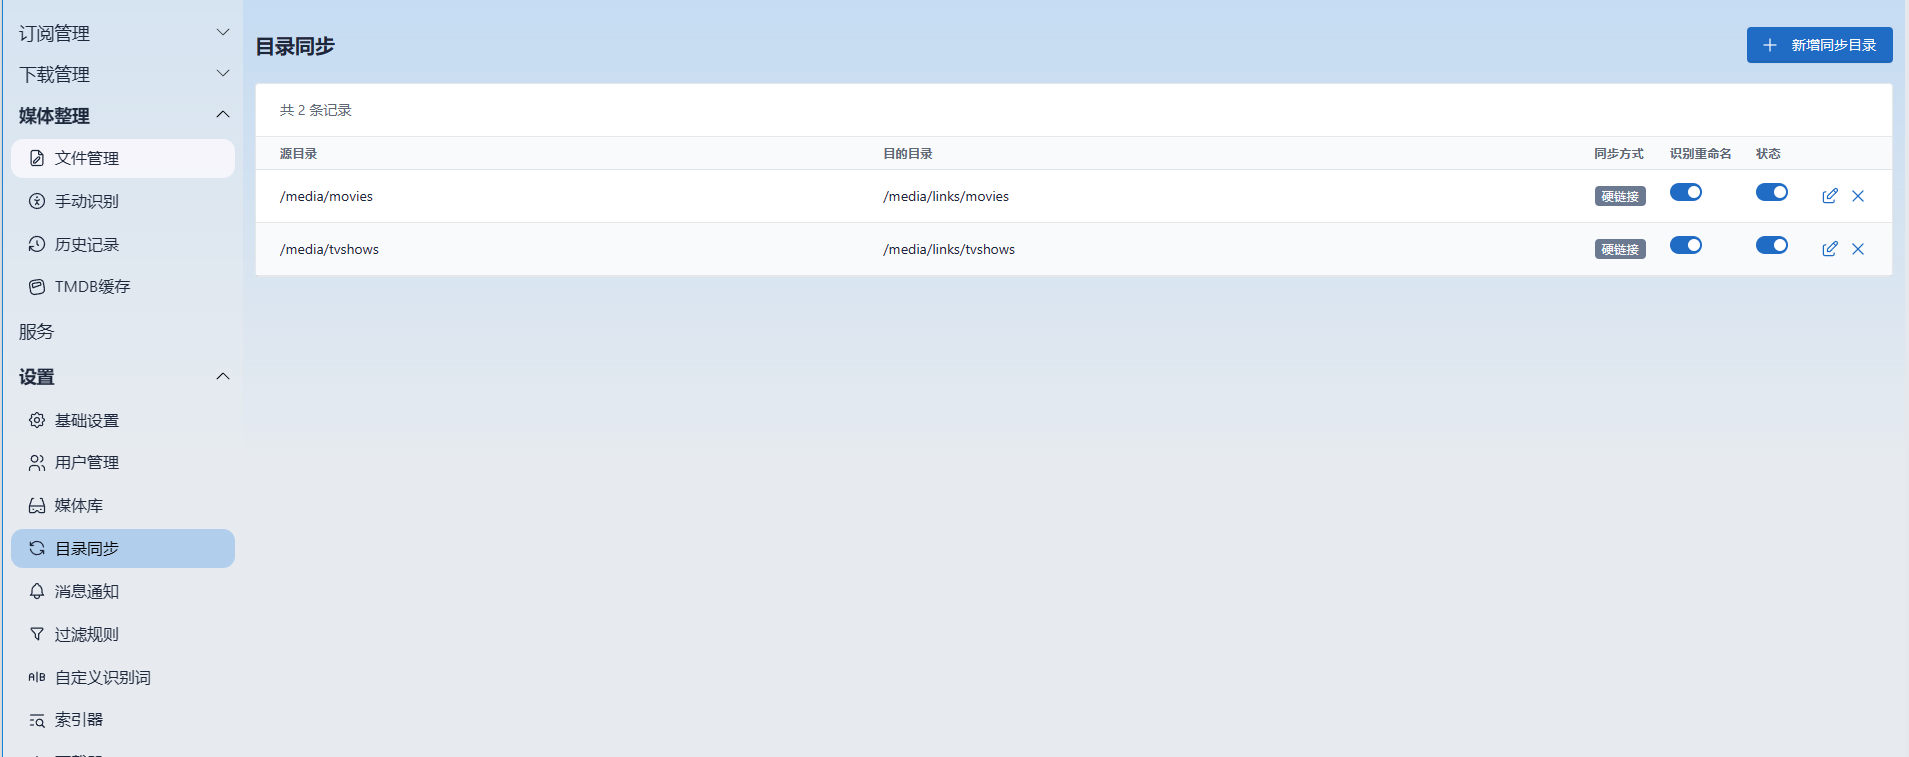 订阅管理
下载管理
媒体整理
文件管理
手动识别
历史记录
TMDB缓存
服务
设置
基础设置
用户管理
媒体库
目录同步
消息通知
过滤规则
自定义识别词
索引器
目录同步
新增同步目录
共 2 条记录
源目录 目的目录 同步方式 识别重命名 状态
/media/movies /media/links/movies 硬链接
/media/tvshows /media/links/tvshows 硬链接